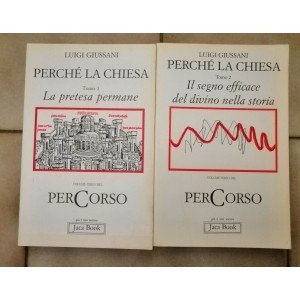 LUIGI GIUSSANI
PERCHÉ LA CHIESA
Tomo 1
La pretesa permane
PERCORSO
Jaca Book
LUIGI GIUSSANI
PERCHÉ LA CHIESA
Tomo 2
Il segno efficace
del divino nella storia
PERCORSO
Jaca Book